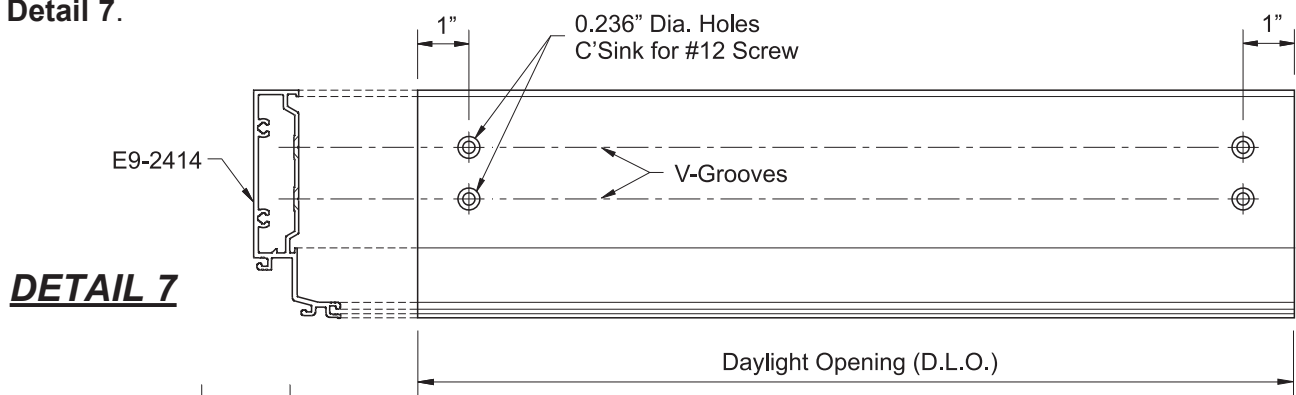 Detail 7.
1”
0.236” Dia. Holes
C’Sink for #12 Screw
1”
E9-2414
V-Grooves
DETAIL 7
Daylight Opening (D.L.O.)